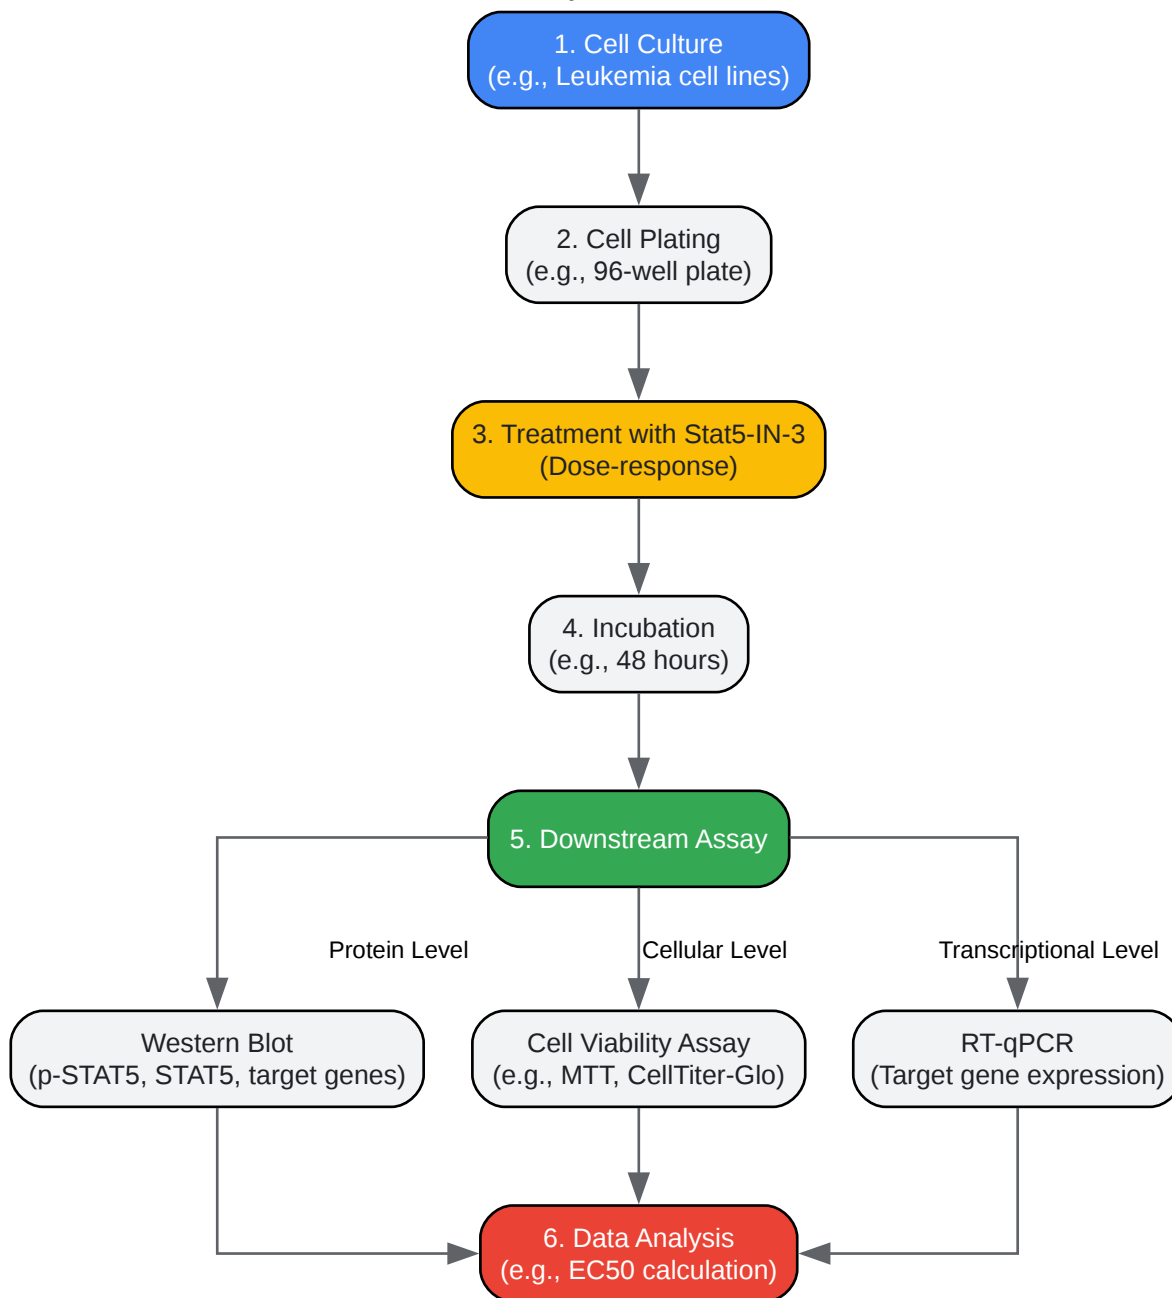 1. Cell Culture
(e.g., Leukemia cell lines)
2. Cell Plating
(e.g., 96-well plate)
3. Treatment with Stat5-IN-3
(Dose-response)
4. Incubation
(e.g., 48 hours)
5. Downstream Assay
Protein Level
Cellular Level
Transcriptional Level
Western Blot
(p-STAT5, STAT5, target genes)
Cell Viability Assay
(e.g., MTT, CellTiter-Glo)
RT-qPCR
(Target gene expression)
6. Data Analysis
(e.g., EC50 calculation)